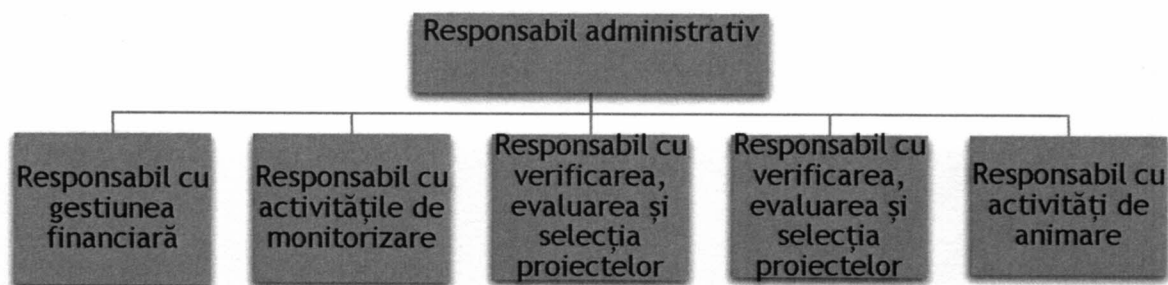 Responsabil administrativ
Responsabil cu
gestiunea
financiară
Responsabil cu
activitățile de
monitorizare
Responsabil cu
verificarea,
evaluarea și
selecția
proiectelor
Responsabil cu
verificarea,
evaluarea și
selecția
proiectelor
Responsabil cu
activități de
animare